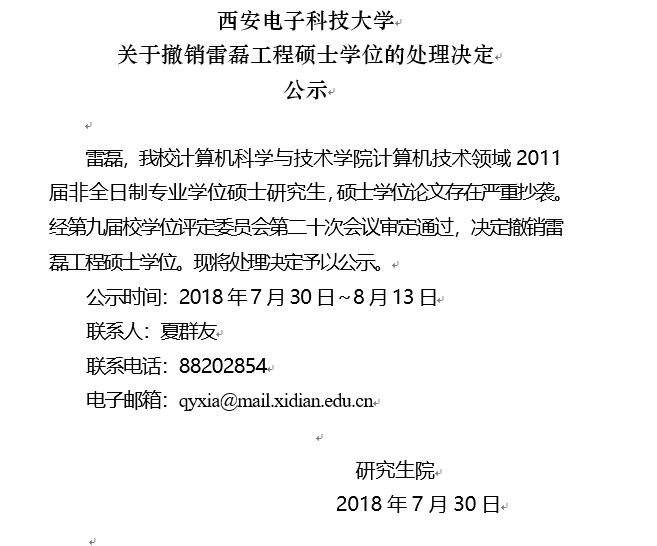 西安电子科技大学
关于撤销雷磊工程硕士学位的处理决定
公示
雷磊，我校计算机科学与技术学院计算机技术领域 2011
届非全日制专业学位硕士研究生，硕士学位论文存在严重抄袭。
经第九届校学位评定委员会第二十次会议审定通过，决定撤销雷
磊工程硕士学位。现将处理决定予以公示。
公示时间：2018 年 7 月 30 日~8 月 13 日
联系人：夏群友
联系电话：88202854
电子邮箱：qyxia@mail.xidian.edu.cn
研究生院
2018 年 7 月 30 日